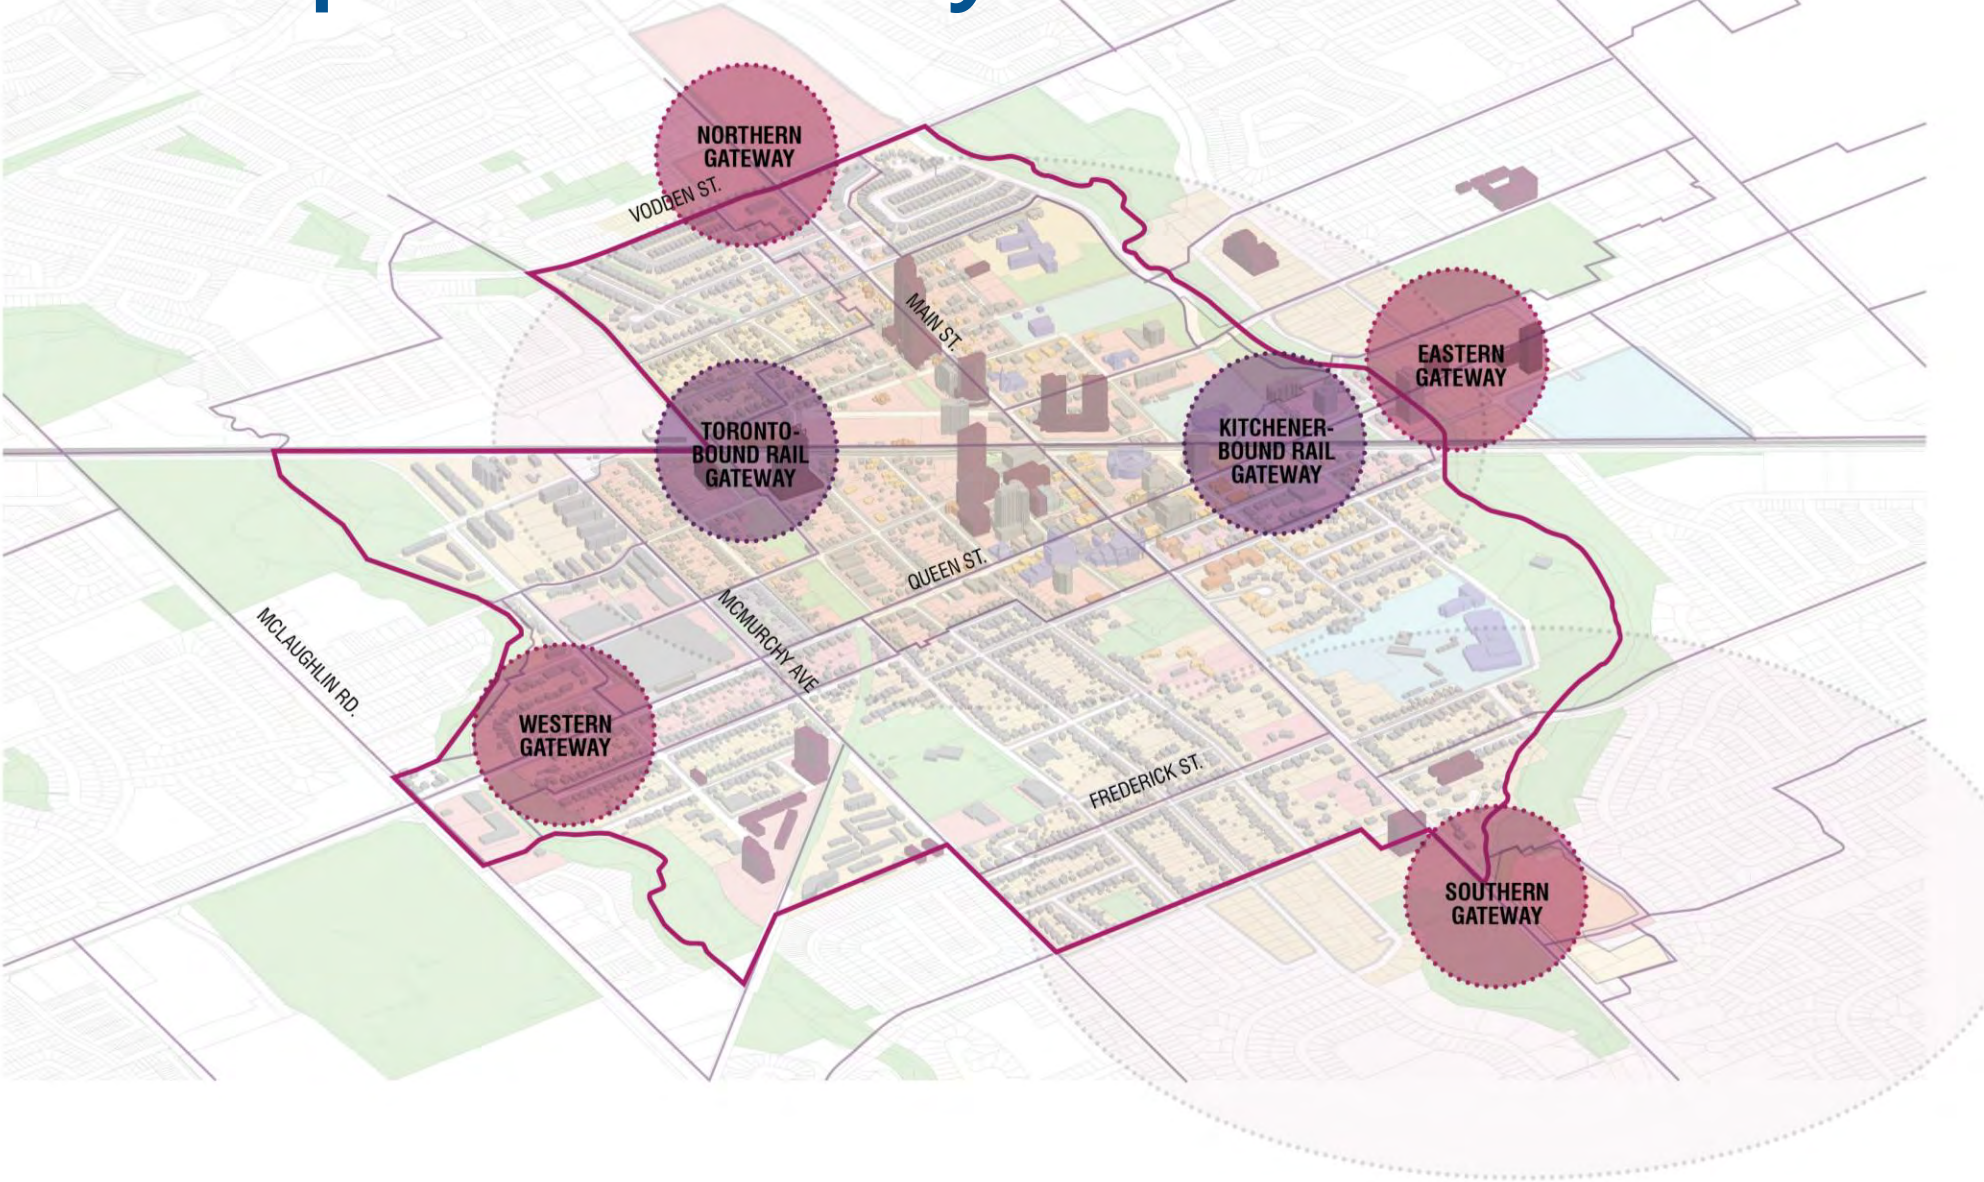 NORTHERN
GATEWAY
VODDEN ST.
MAIN ST.
EASTERN
GATEWAY
TORONTO-
BOUND RAIL
GATEWAY
KITCHENER-
BOUND RAIL
GATEWAY
QUEEN ST.
MCMURCHY AVE
MCLAUGHLIN RD.
WESTERN
GATEWAY
FREDERICK ST.
SOUTHERN
GATEWAY